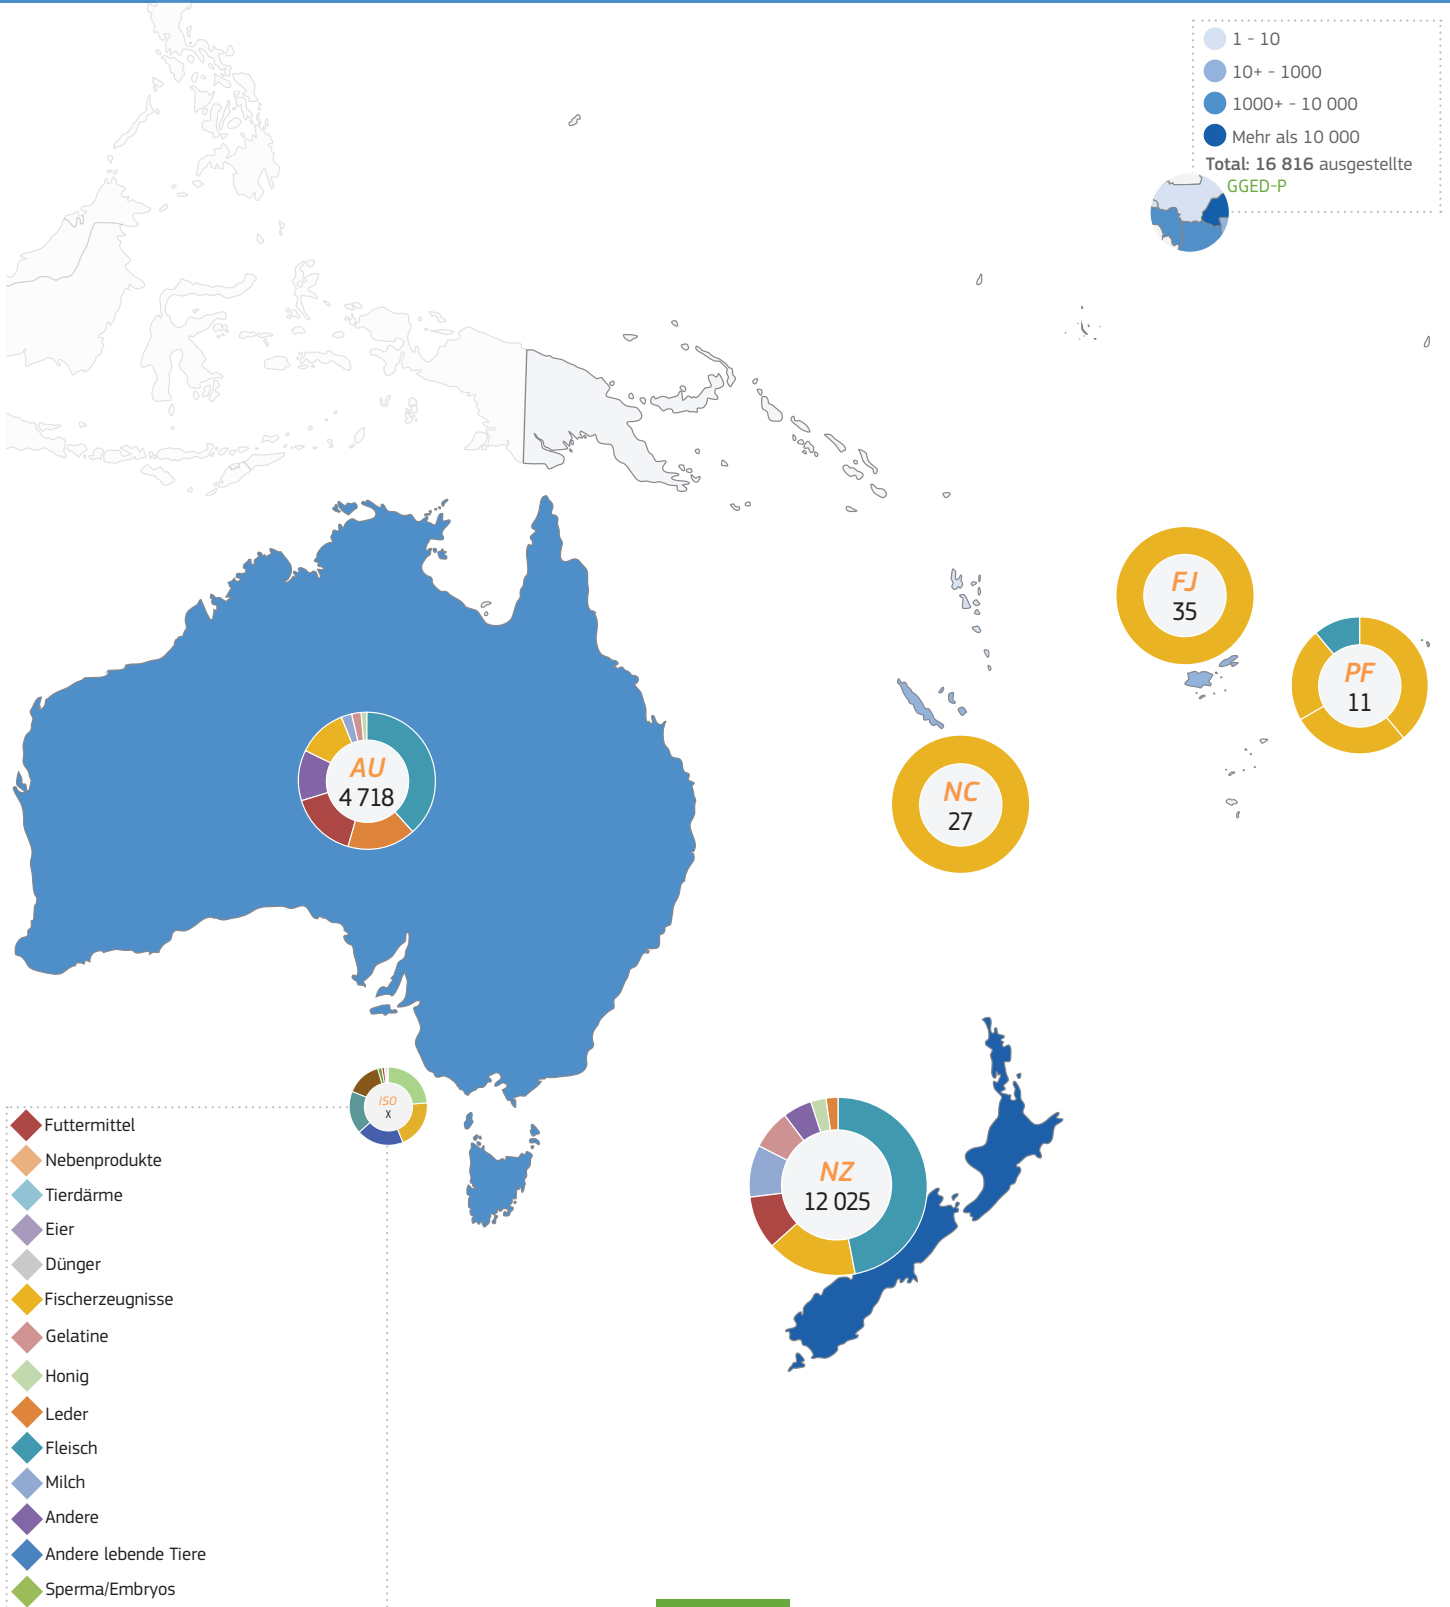 1 - 10
10+ - 1000
1000+ - 10 000
Mehr als 10 000
Total: 16 816 ausgestellte
GGED-P
FJ
35
PF
11
AU
4 718
NC
27
ISO
X
NZ
12 025
Futtermittel
Nebenprodukte
Tierdärme
Eier
Dünger
Fischerzeugnisse
Gelatine
Honig
Leder
Fleisch
Milch
Andere
Andere lebende Tiere
Sperma/Embryos